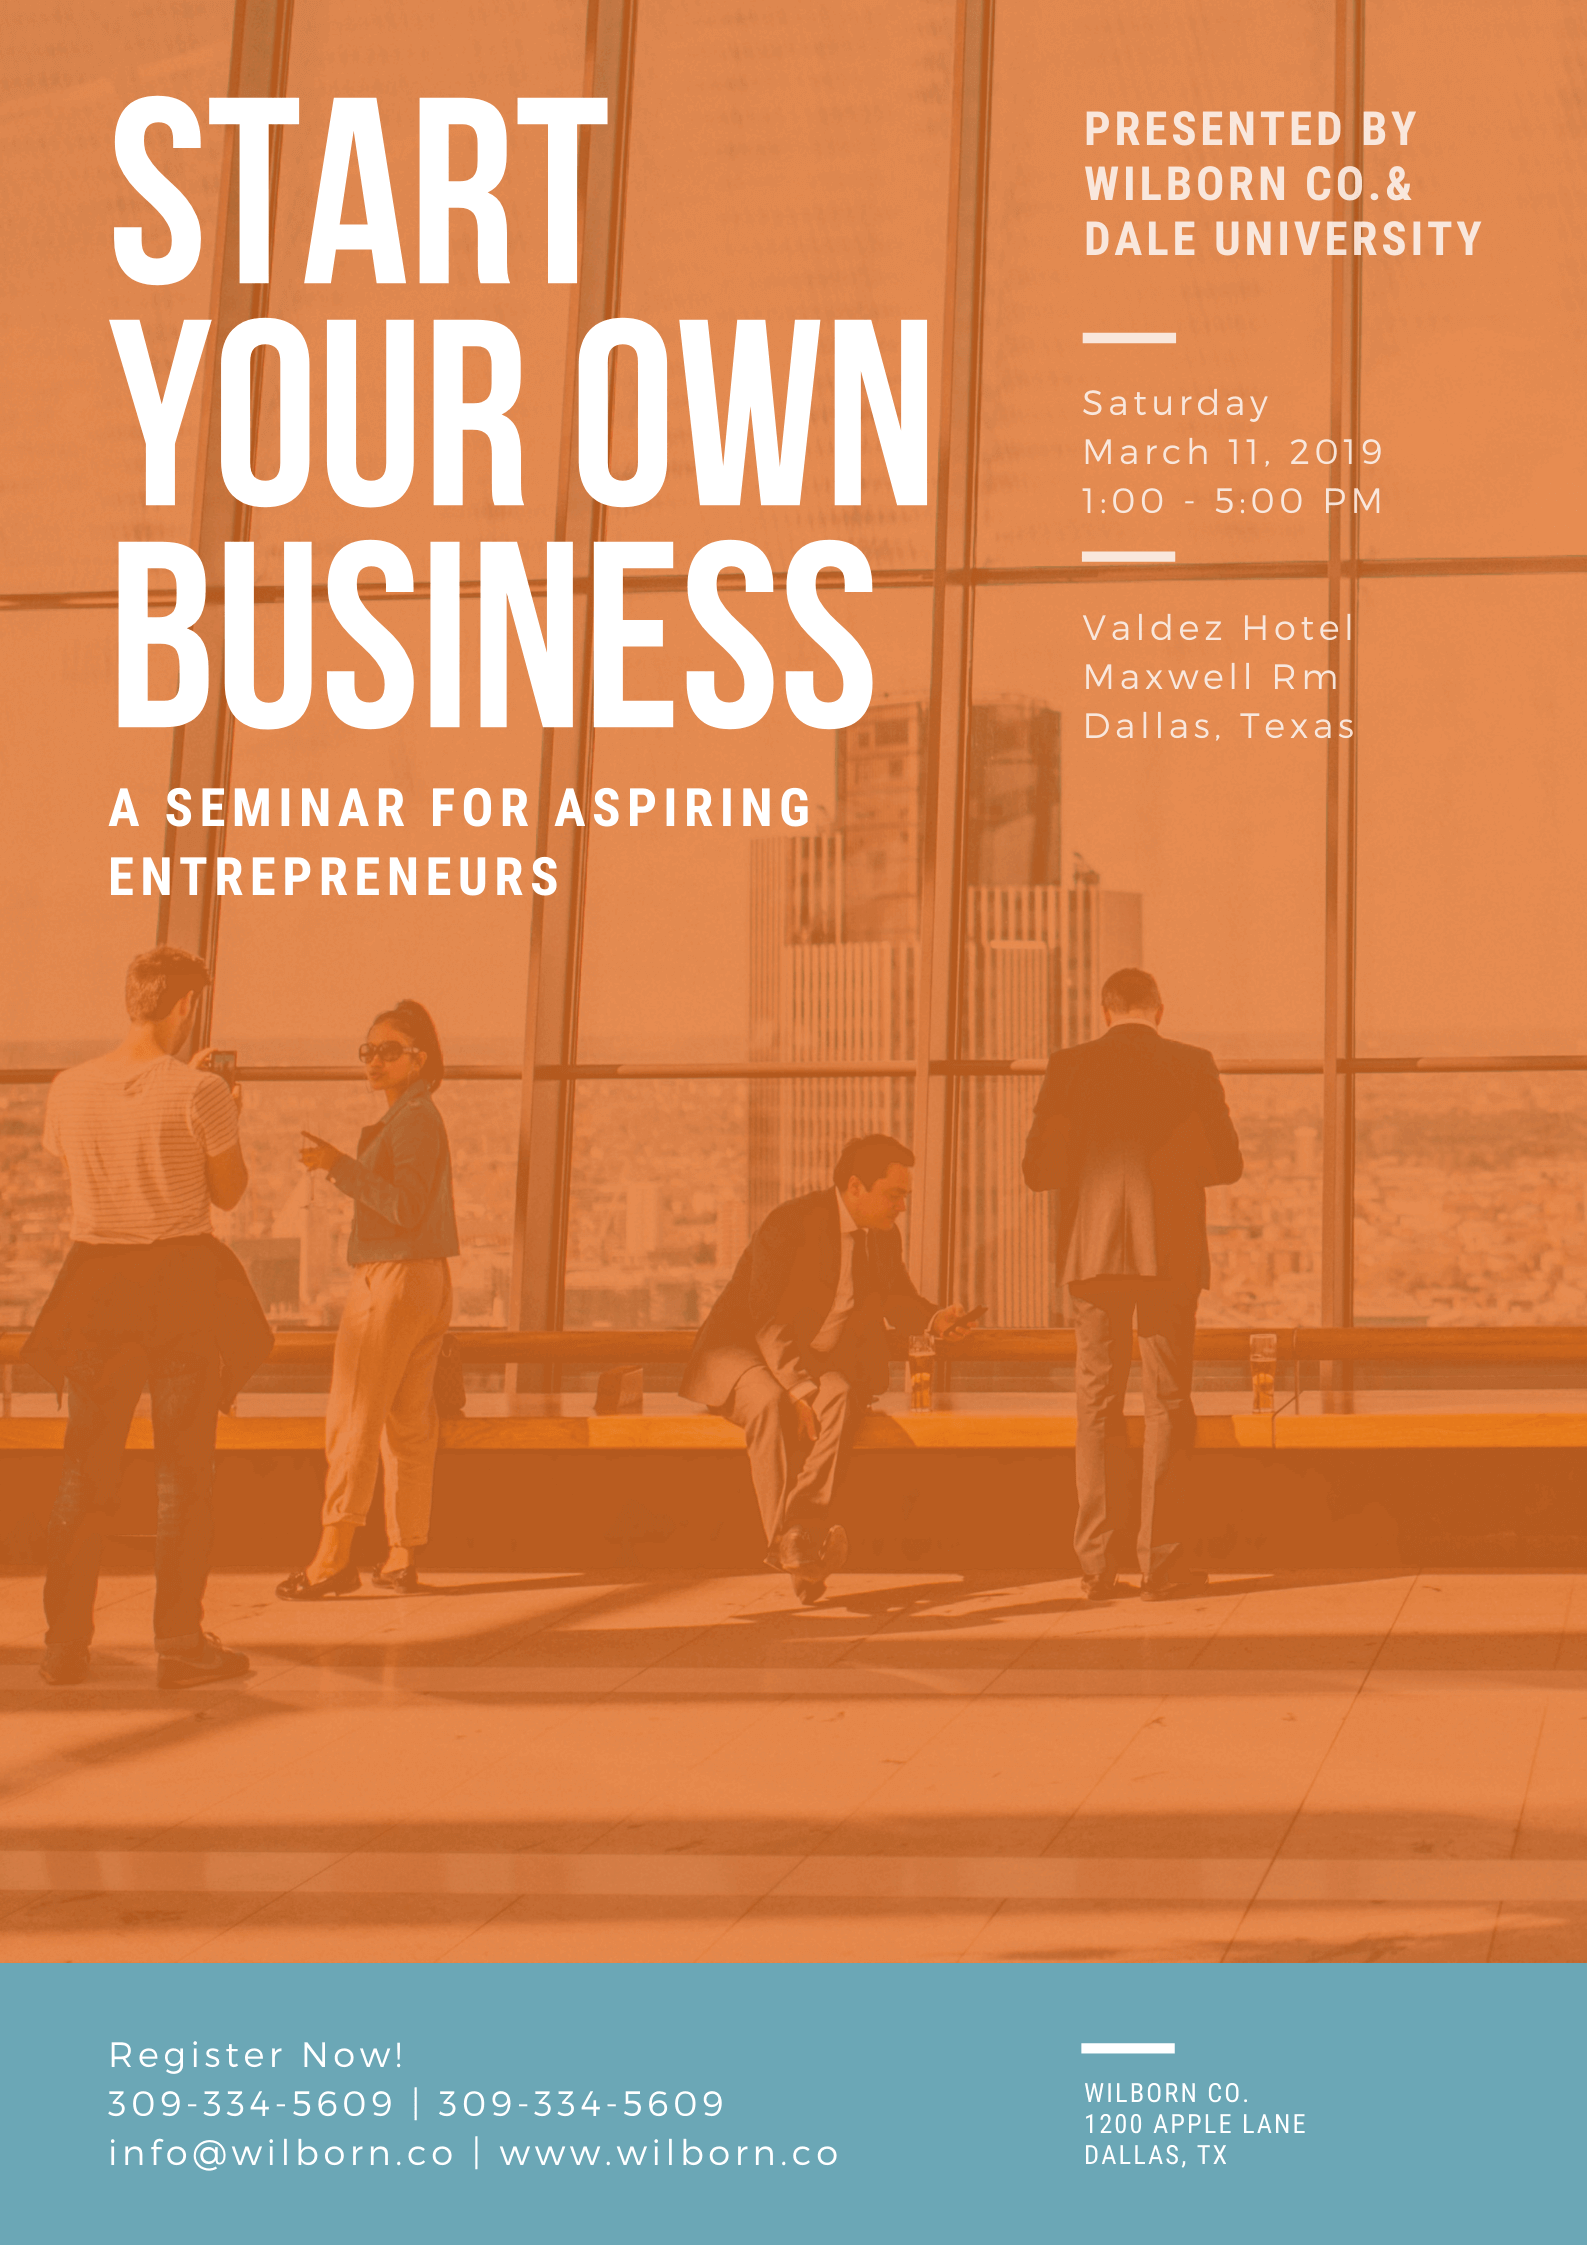 START
YOUR OWN
BUSINESS
A SEMINAR FOR ASPIRING
ENTREPRENEURS
PRESENTED BY
WILBORN CO.&
DALE UNIVERSITY
Saturday
March 11, 2019
1:00 - 5:00 PM
Valdez Hotel
Maxwell Rm
Dallas, Texas
Register Now!
309-334-5609 | 309-334-5609
info@wilborn.co | www.wilborn.co
WILBORN CO.
1200 APPLE LANE
DALLAS, TX